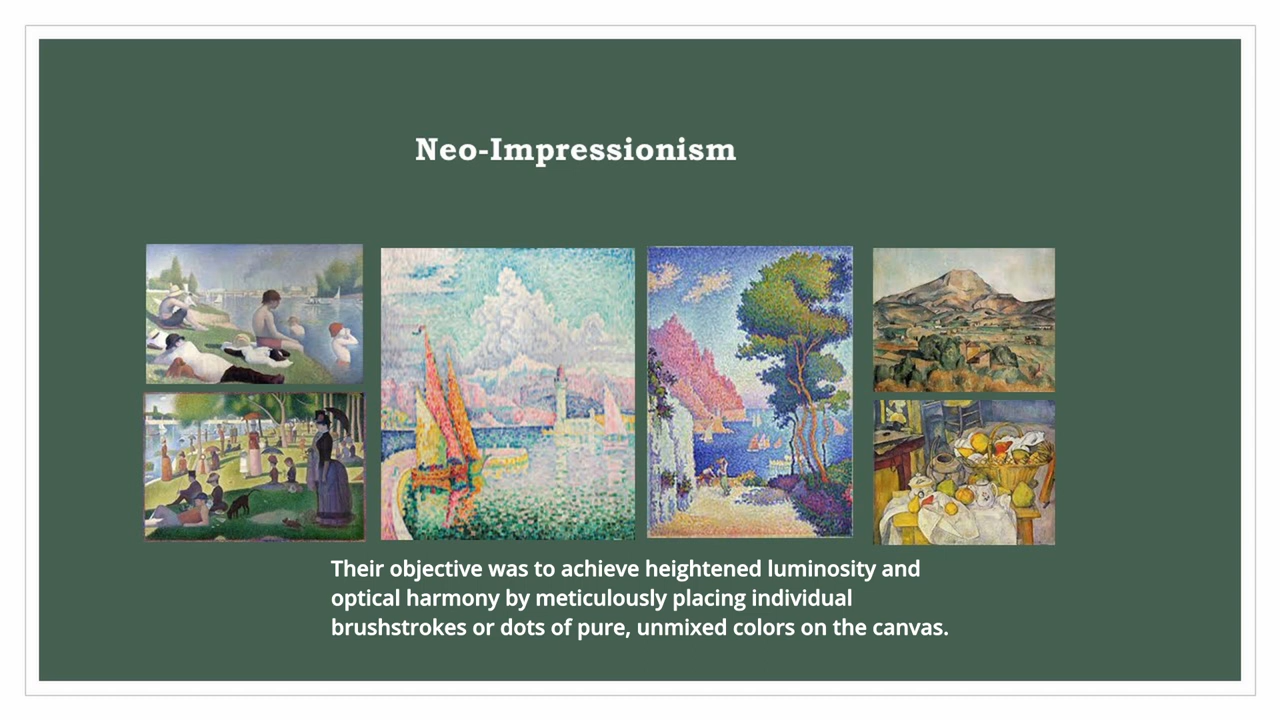 Neo-Impressionism
Their objective was to achieve heightened luminosity and
optical harmony by meticulously placing individual
brushstrokes or dots of pure, unmixed colors on the canvas.